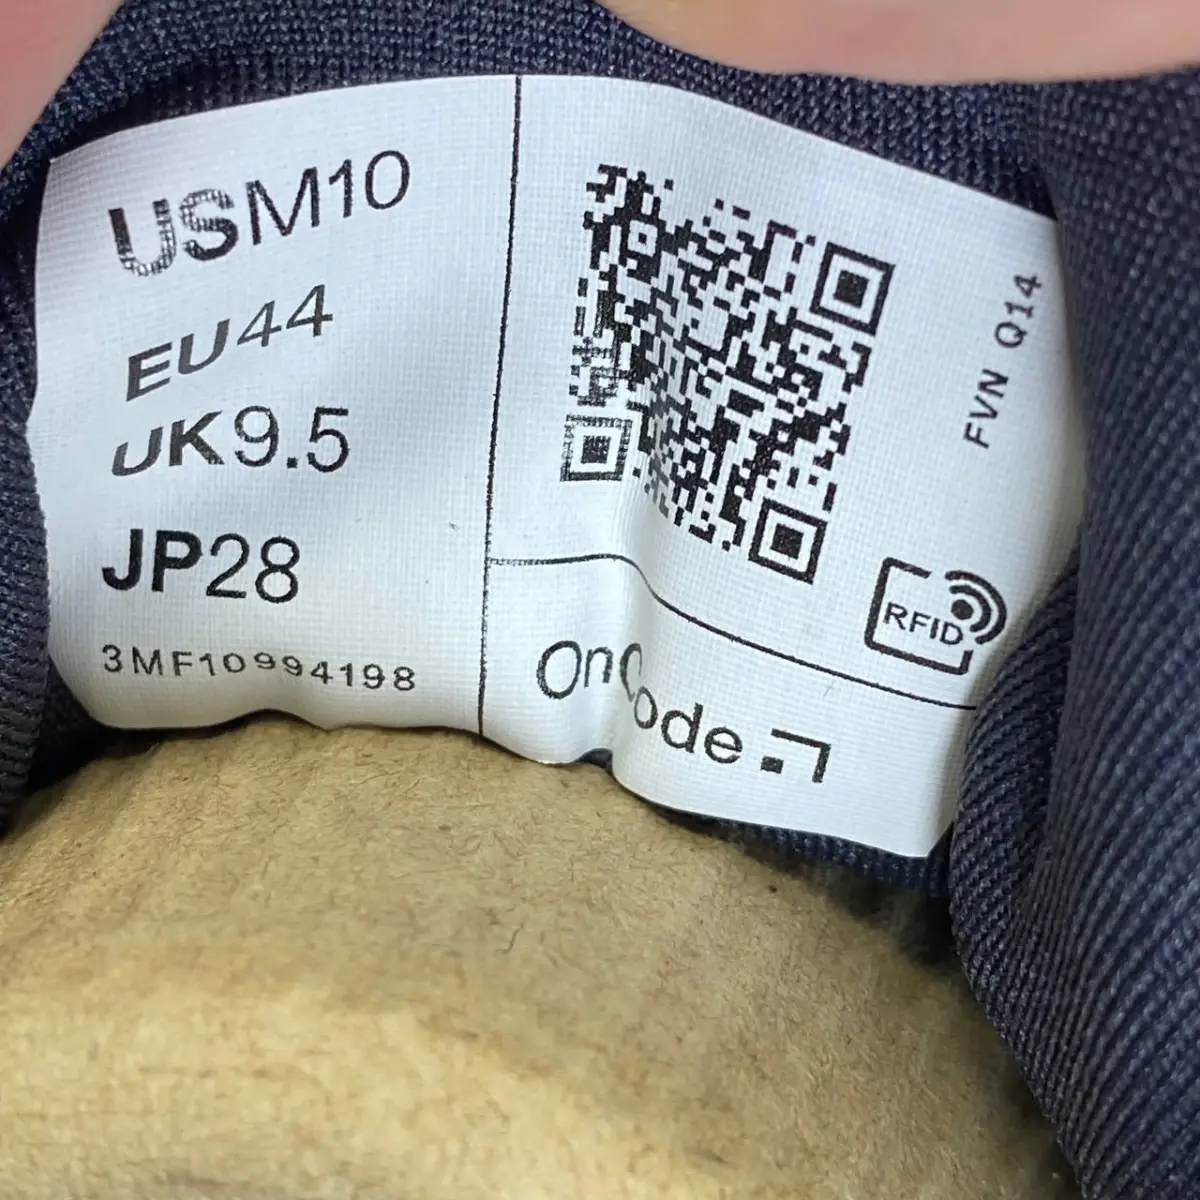 USM10
EU44
UK9.5
JP28
3MF10994198
FVN Q14
RFID
OnCode